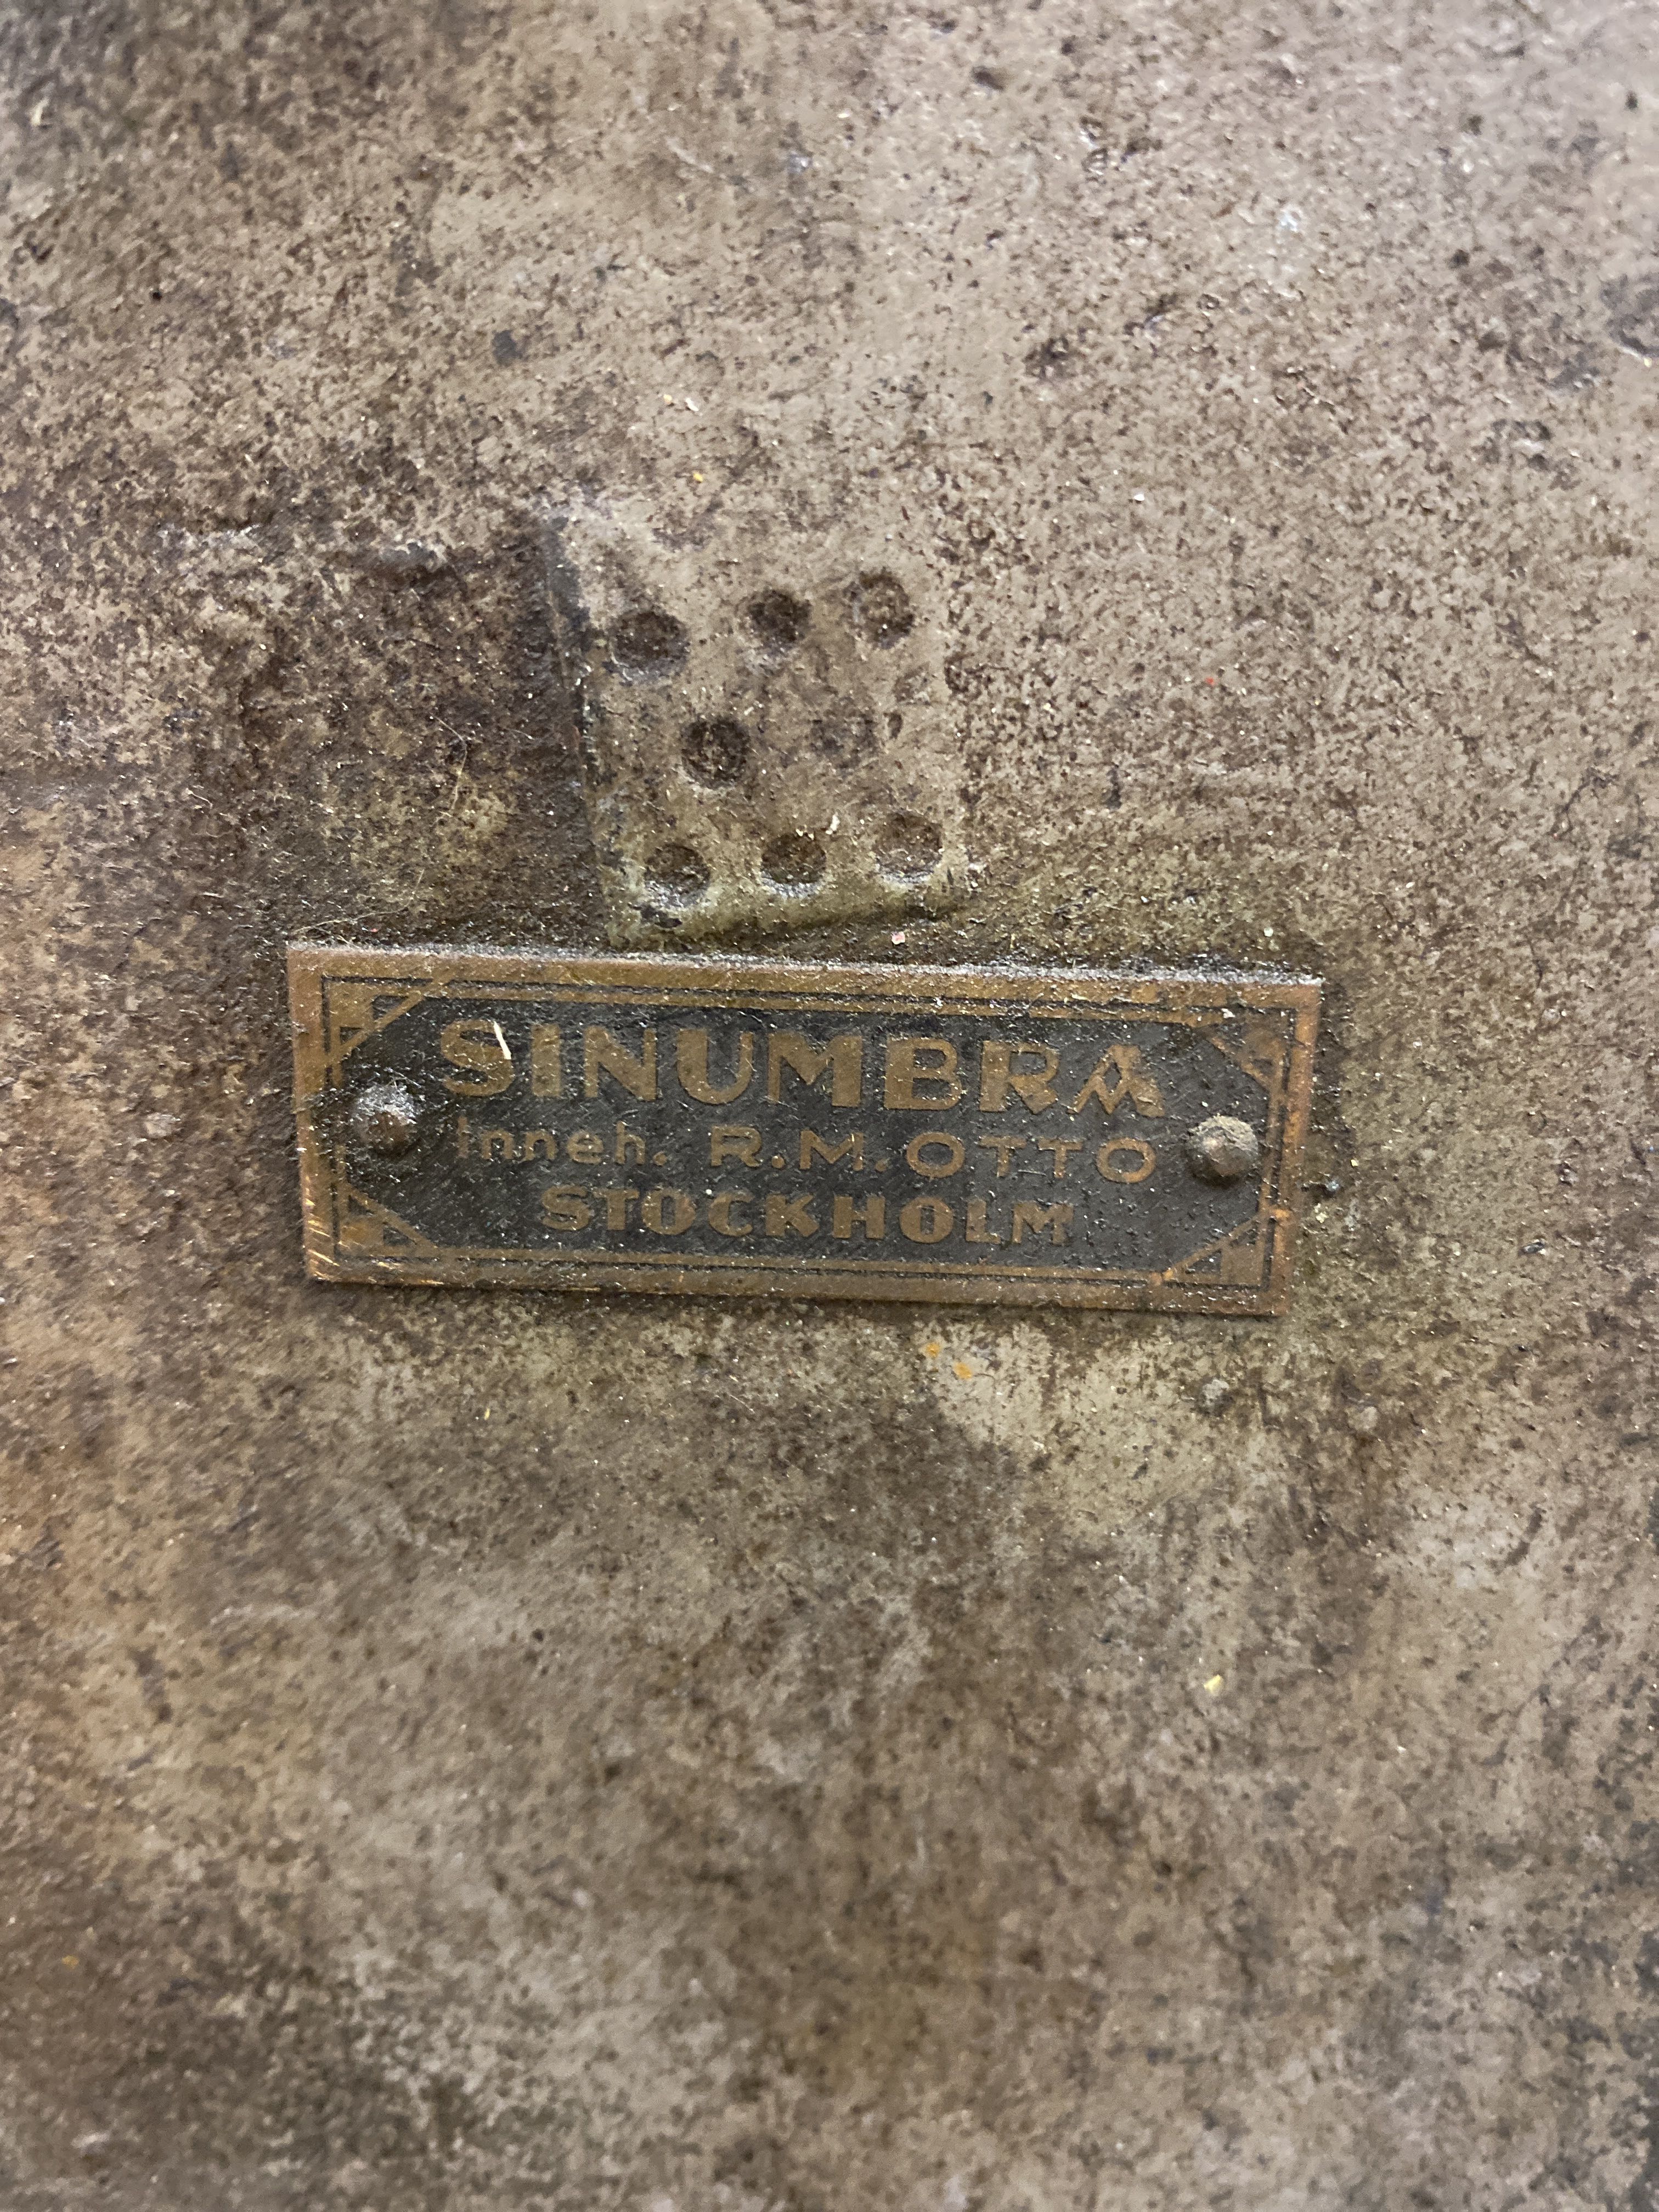 SINUMBRA
Inneh. R.M.OTTO
STOCKHOLM